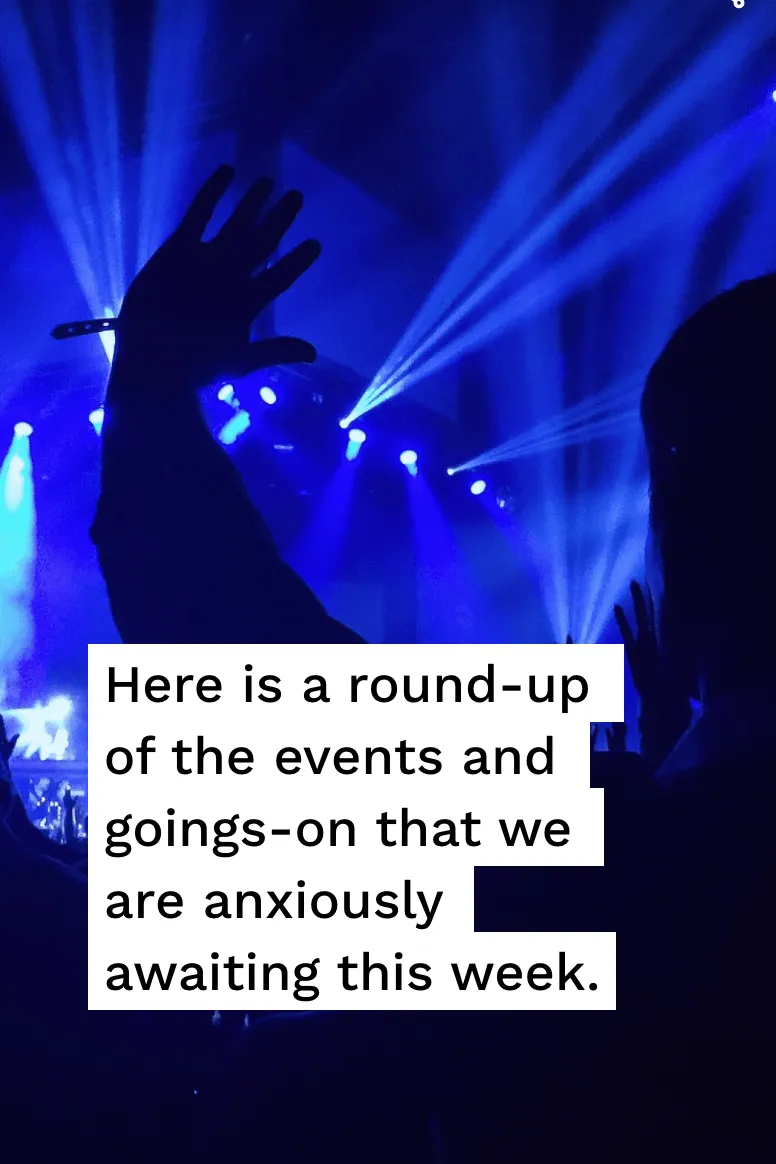 Here is a round-up
of the events and
goings-on that we
are anxiously
awaiting this week.